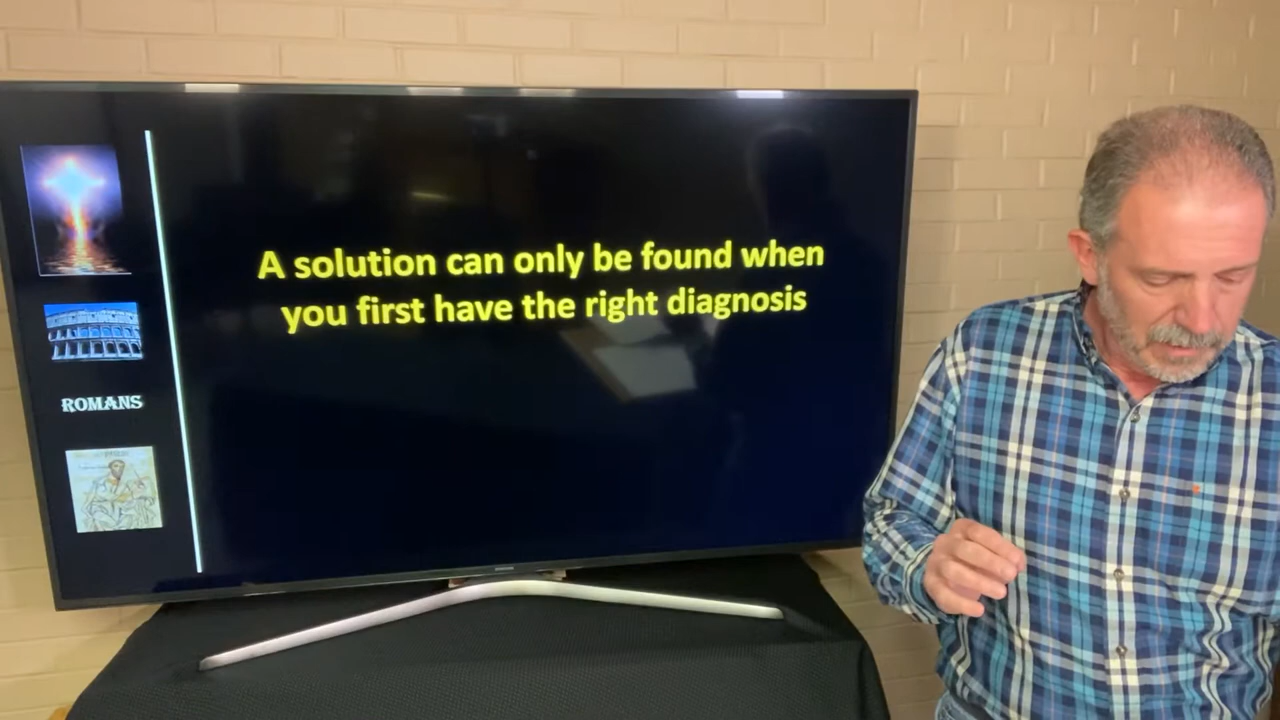 A solution can only be found when
you first have the right diagnosis
ROMANS